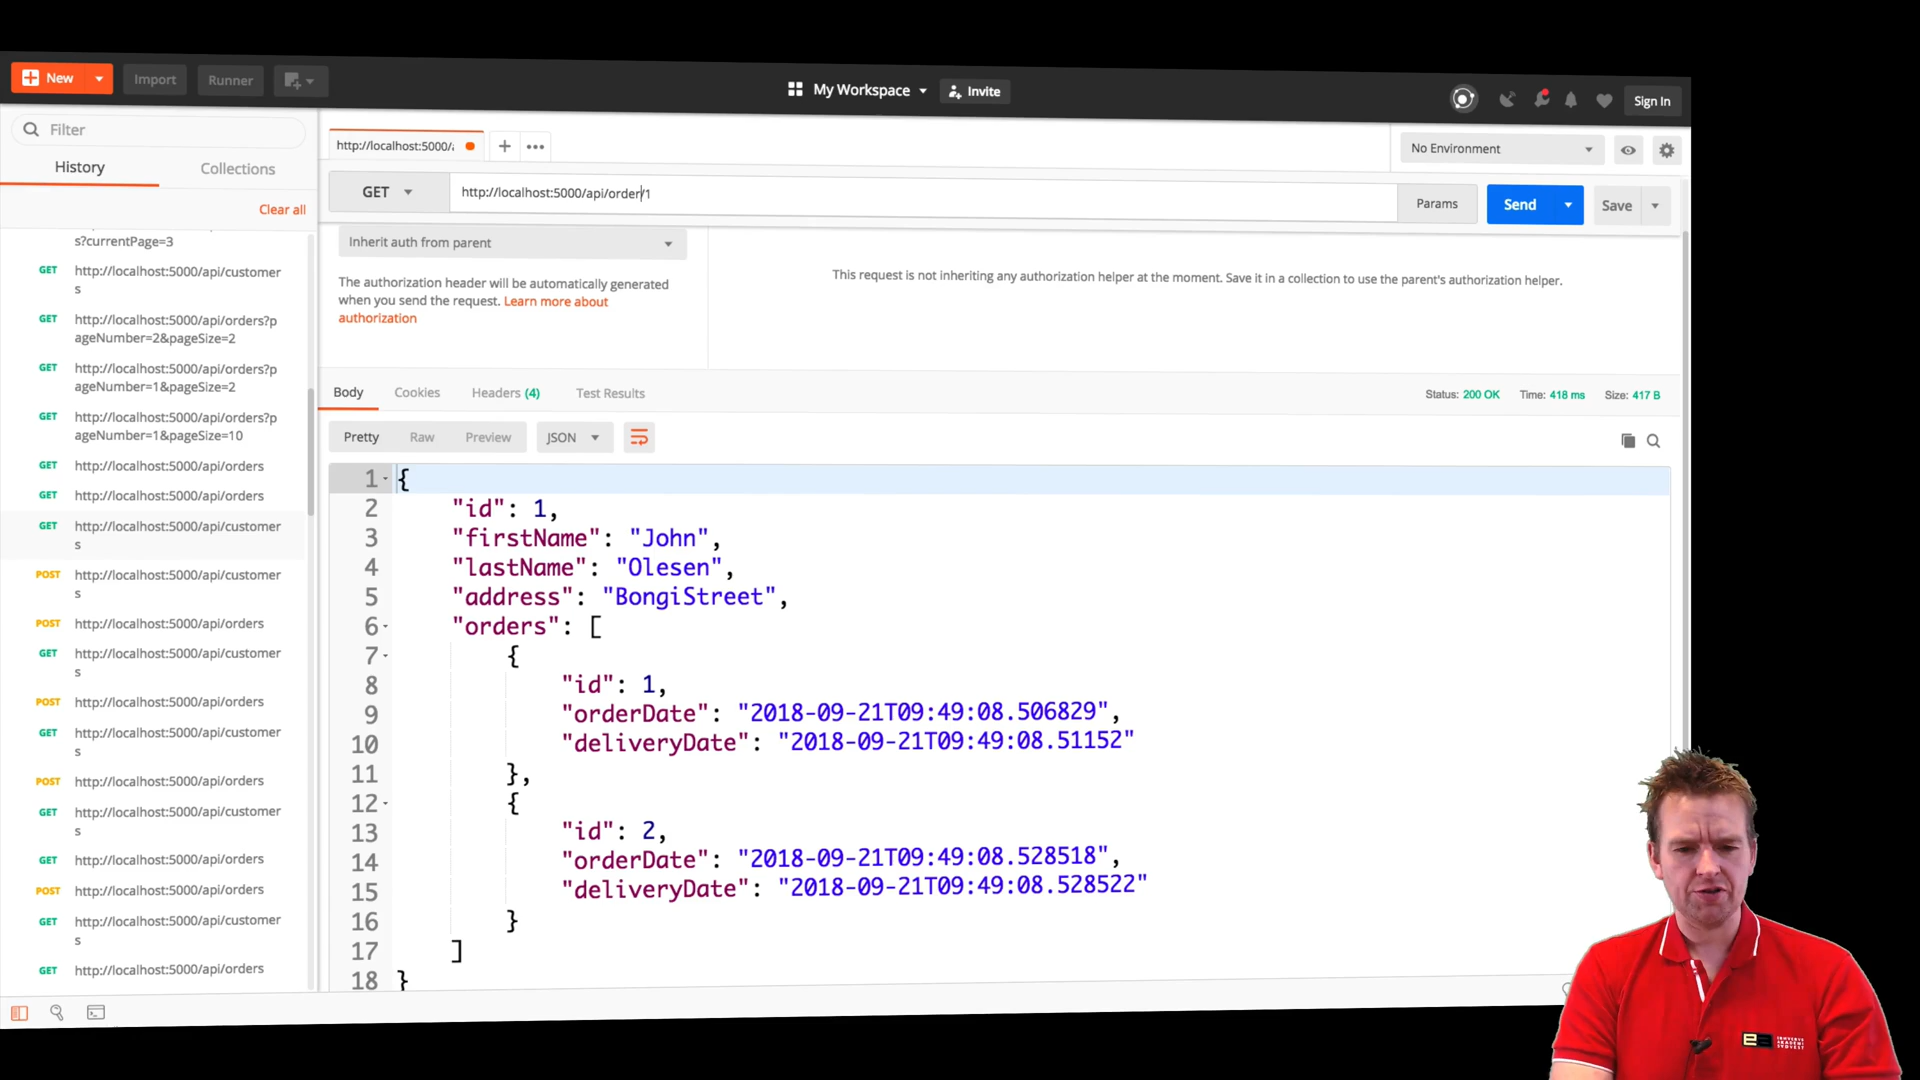 New
Import
Runner
My Workspace
Invite
Sign In
Filter
History
Collections
Clear all
s?currentPage=3
GET http://localhost:5000/api/customer
s
GET http://localhost:5000/api/orders?p
ageNumber=2&pageSize=2
GET http://localhost:5000/api/orders?p
ageNumber=1&pageSize=2
GET http://localhost:5000/api/orders?p
ageNumber=1&pageSize=10
GET http://localhost:5000/api/orders
GET http://localhost:5000/api/orders
GET http://localhost:5000/api/customer
s
POST http://localhost:5000/api/customer
s
POST http://localhost:5000/api/orders
GET http://localhost:5000/api/customer
s
POST http://localhost:5000/api/orders
GET http://localhost:5000/api/customer
s
POST http://localhost:5000/api/orders
GET http://localhost:5000/api/customer
s
GET http://localhost:5000/api/orders
POST http://localhost:5000/api/orders
GET http://localhost:5000/api/customer
s
GET http://localhost:5000/api/orders
http://localhost:5000/
No Environment
GET
http://localhost:5000/api/order/1
Params
Send
Save
Inherit auth from parent
The authorization header will be automatically generated
when you send the request. Learn more about
authorization
This request is not inheriting any authorization helper at the moment. Save it in a collection to use the parent's authorization helper.
Body
Cookies
Headers (4)
Test Results
Status: 200 OK
Time: 418 ms
Size: 417 B
Pretty
Raw
Preview
JSON
1 {
2 "id": 1,
3 "firstName": "John",
4 "lastName": "Olesen",
5 "address": "BongiStreet",
6 "orders": [
7 {
8 "id": 1,
9 "orderDate": "2018-09-21T09:49:08.506829",
10 "deliveryDate": "2018-09-21T09:49:08.51152"
11 },
12 {
13 "id": 2,
14 "orderDate": "2018-09-21T09:49:08.528518",
15 "deliveryDate": "2018-09-21T09:49:08.528522"
16 }
17 ]
18 }